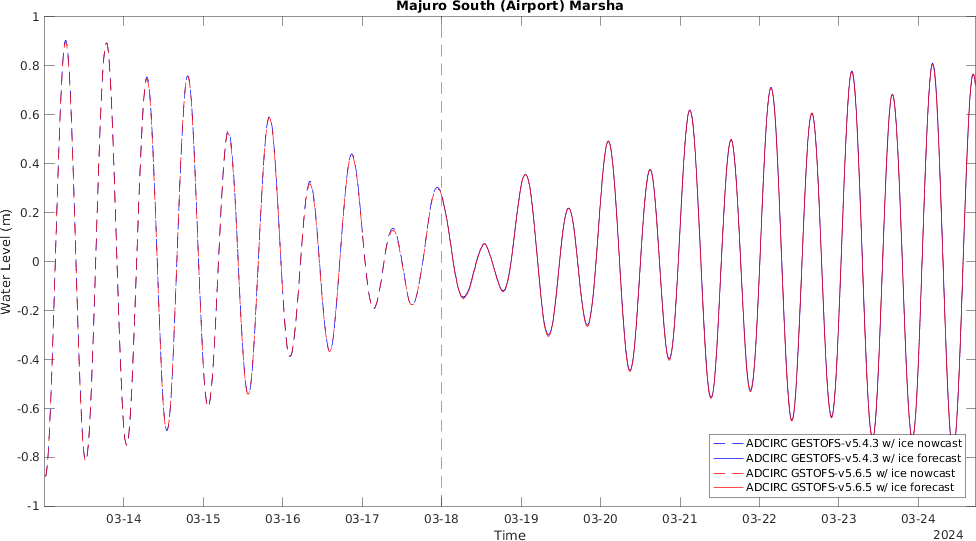 Majuro South (Airport) Marsha
Water Level (m)
1
0.8
0.6
0.4
0.2
0
-0.2
-0.4
-0.6
-0.8
-1
ADCIRC GESTOFS-v5.4.3 w/ ice nowcast
ADCIRC GESTOFS-v5.4.3 w/ ice forecast
ADCIRC GSTOFS-v5.6.5 w/ ice nowcast
ADCIRC GSTOFS-v5.6.5 w/ ice forecast
03-14 03-15 03-16 03-17 03-18 03-19 03-20 03-21 03-22 03-23 03-24
Time
2024